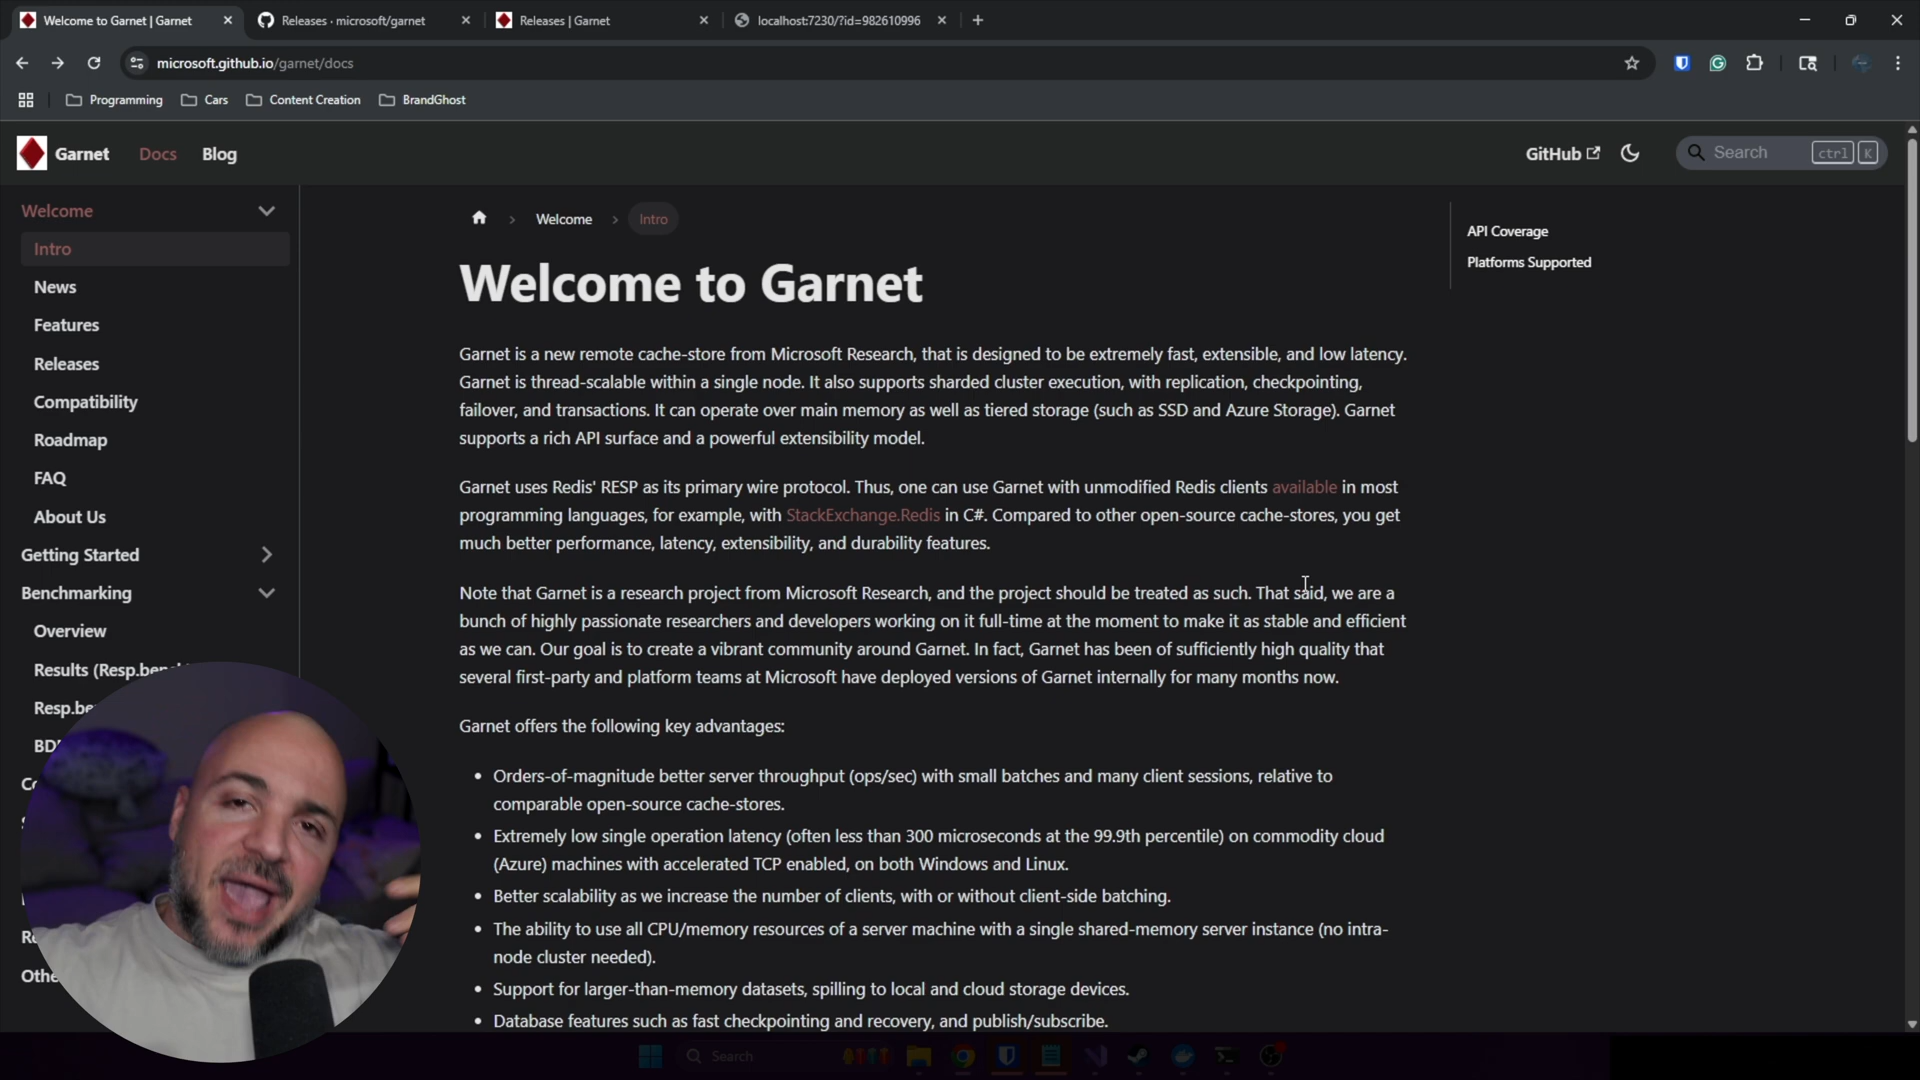 Welcome to Garnet | Garnet
Releases · microsoft/garnet
Releases | Garnet
localhost:7230/?id=982610996
microsoft.github.io/garnet/docs
Programming
Cars
Content Creation
BrandGhost
Garnet
Docs
Blog
GitHub
Search
ctrl K
Welcome
Intro
News
Features
Releases
Compatibility
Roadmap
FAQ
About Us
Getting Started
Benchmarking
Overview
Results (Resp.ben
Resp.be
Welcome
Intro
Welcome to Garnet
Garnet is a new remote cache-store from Microsoft Research, that is designed to be extremely fast, extensible, and low latency.
Garnet is thread-scalable within a single node. It also supports sharded cluster execution, with replication, checkpointing,
failover, and transactions. It can operate over main memory as well as tiered storage (such as SSD and Azure Storage). Garnet
supports a rich API surface and a powerful extensibility model.
Garnet uses Redis' RESP as its primary wire protocol. Thus, one can use Garnet with unmodified Redis clients available in most
programming languages, for example, with StackExchange.Redis in C#. Compared to other open-source cache-stores, you get
much better performance, latency, extensibility, and durability features.
Note that Garnet is a research project from Microsoft Research, and the project should be treated as such. That said, we are a
bunch of highly passionate researchers and developers working on it full-time at the moment to make it as stable and efficient
as we can. Our goal is to create a vibrant community around Garnet. In fact, Garnet has been of sufficiently high quality that
several first-party and platform teams at Microsoft have deployed versions of Garnet internally for many months now.
Garnet offers the following key advantages:
• Orders-of-magnitude better server throughput (ops/sec) with small batches and many client sessions, relative to
comparable open-source cache-stores.
• Extremely low single operation latency (often less than 300 microseconds at the 99.9th percentile) on commodity cloud
(Azure) machines with accelerated TCP enabled, on both Windows and Linux.
• Better scalability as we increase the number of clients, with or without client-side batching.
• The ability to use all CPU/memory resources of a server machine with a single shared-memory server instance (no intra-
node cluster needed).
• Support for larger-than-memory datasets, spilling to local and cloud storage devices.
• Database features such as fast checkpointing and recovery, and publish/subscribe.
API Coverage
Platforms Supported
Search